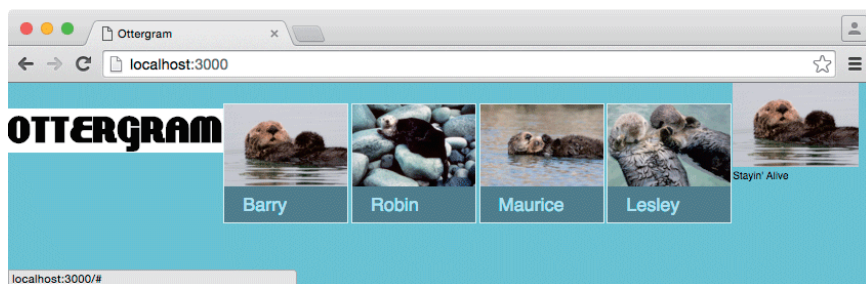 Ottergram
localhost:3000
OTTERGRAM
Barry
Robin
Maurice
Lesley
Stayin' Alive
localhost:3000/#